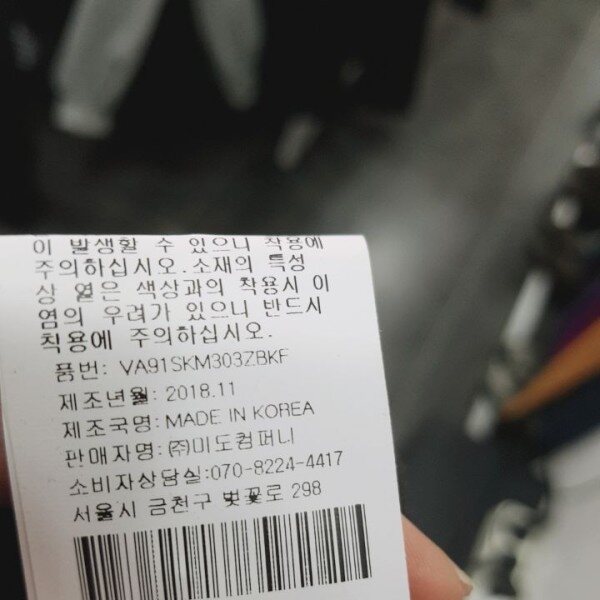 이 발생할 수 있으니 착용에
주의하십시오.소재의 특성
상 옅은 색상과의 착용시 이
염의 우려가 있으니 반드시
착용에 주의하십시오.
품번: VA91SKM303ZBKF
제조년월: 2018.11
제조국명: MADE IN KOREA
판매자명: ㈜미도컴퍼니
소비자상담실:070-8224-4417
서울시 금천구 벚꽃로 298